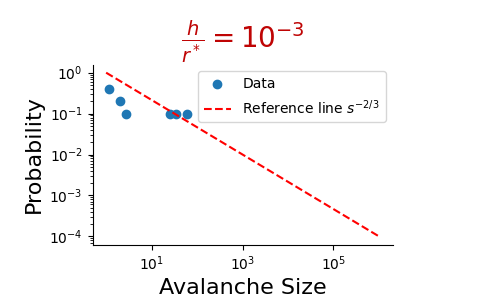 $\frac{h}{r^*} = 10^{-3}$
Data
Reference line $s^{-2/3}$
Probability
$10^0$
$10^{-1}$
$10^{-2}$
$10^{-3}$
$10^{-4}$
$10^1$ $10^3$ $10^5$
Avalanche Size